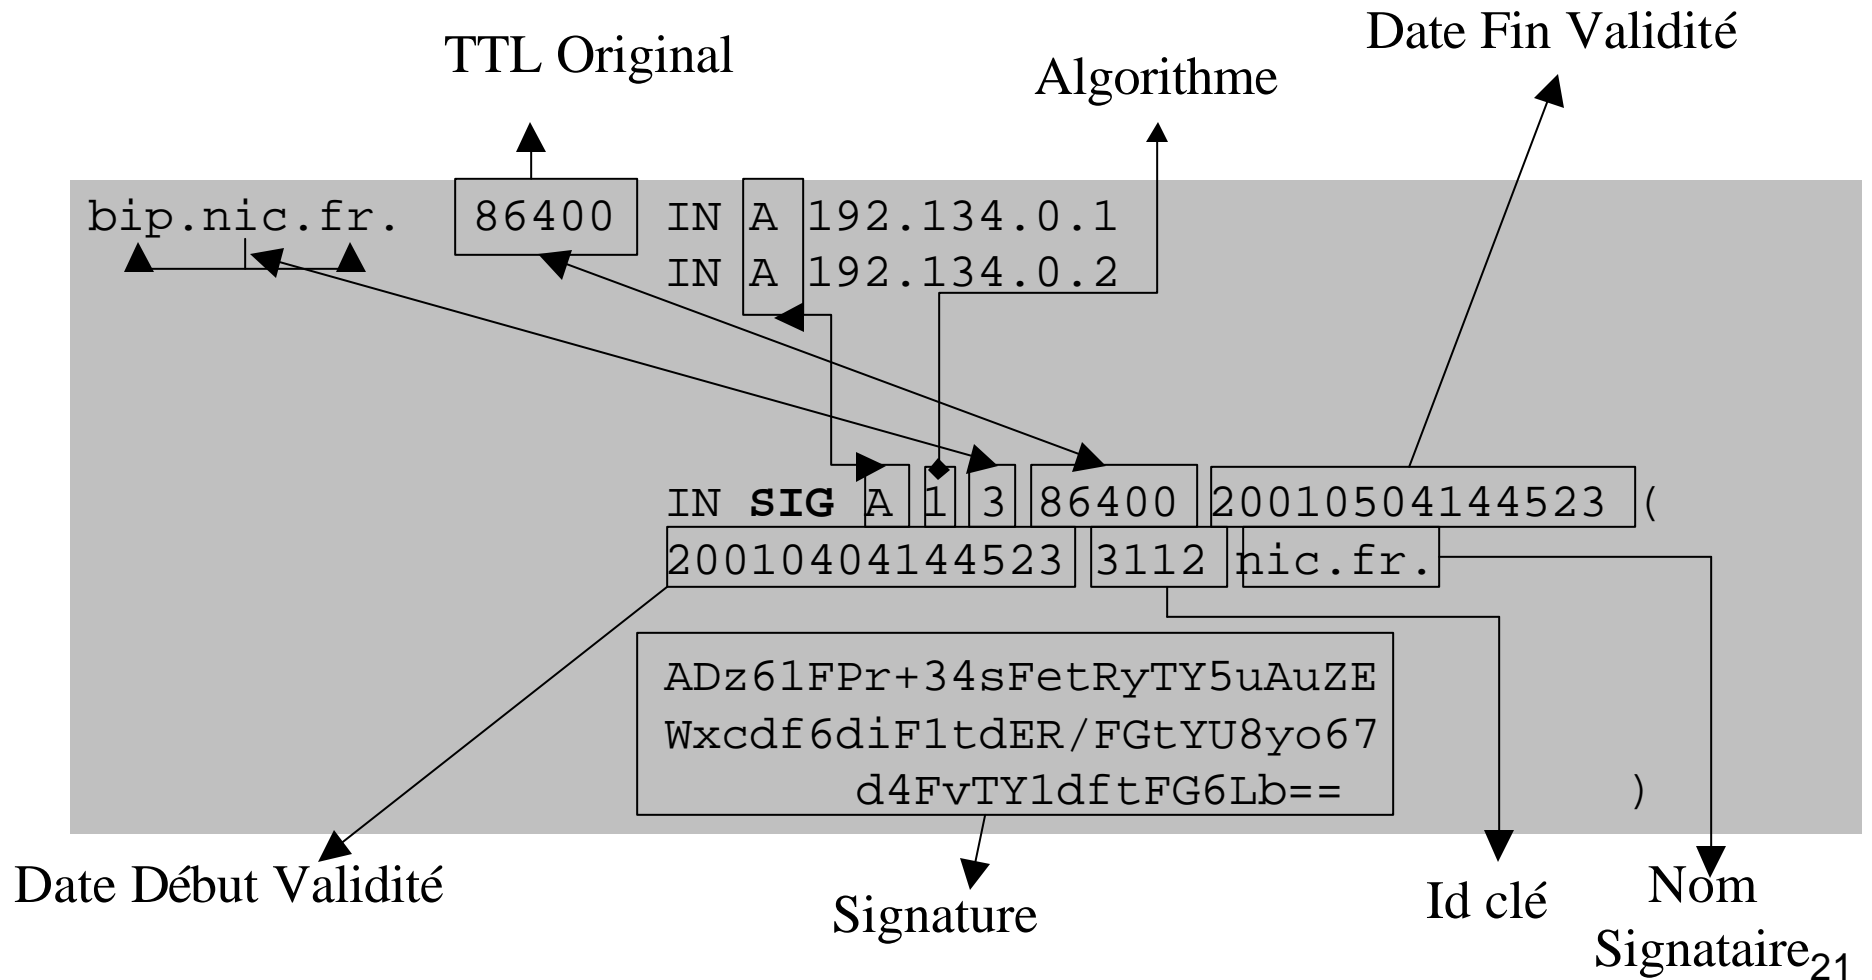 Date Fin Validité
TTL Original
Algorithme
bip.nic.fr. 86400 IN A 192.134.0.1
IN A 192.134.0.2
IN SIG A 1 3 86400 20010504144523 (
20010404144523 3112 nic.fr.
ADz61FPr+34sFetRyTY5uAuZE
Wxcdf6diF1tdER/FGtYU8yo67
d4FvTY1dftFG6Lb== )
Date Début Validité
Signature
Id clé
Nom
Signataire
21